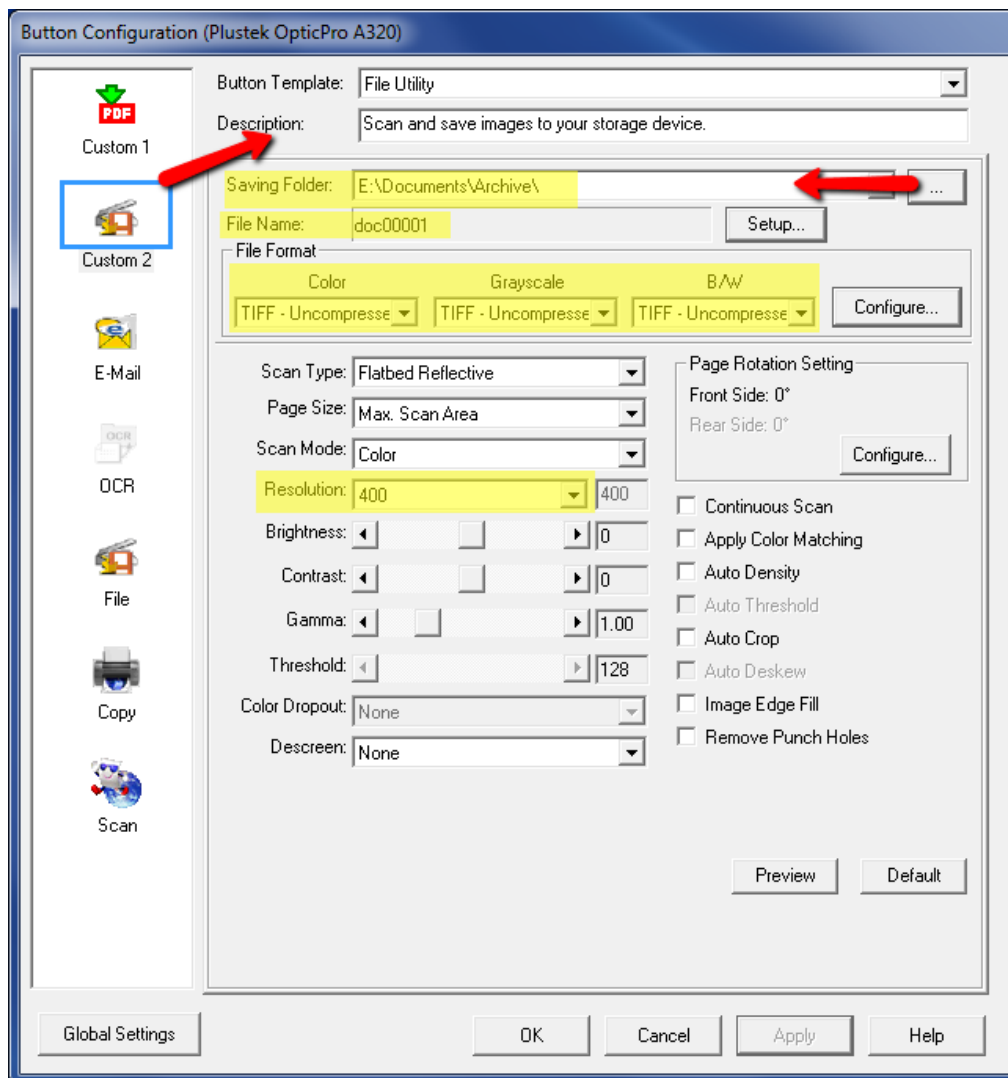 Button Configuration (Plustek OpticPro A320)
PDF
Custom 1
Custom 2
E-Mail
OCR
OCR
File
Copy
Scan
Button Template: File Utility
Description: Scan and save images to your storage device.
Saving Folder: E:\Documents\Archive\ ...
File Name: doc00001 Setup...
File Format
Color Grayscale B/W
TIFF - Uncompresse TIFF - Uncompresse TIFF - Uncompresse Configure...
Scan Type: Flatbed Reflective
Page Size: Max. Scan Area
Scan Mode: Color
Resolution: 400 400
Brightness: 0
Contrast: 0
Gamma: 1.00
Threshold: 128
Color Dropout: None
Descreen: None
Page Rotation Setting
Front Side: 0°
Rear Side: 0°
Configure...
Continuous Scan
Apply Color Matching
Auto Density
Auto Threshold
Auto Crop
Auto Deskew
Image Edge Fill
Remove Punch Holes
Preview Default
Global Settings OK Cancel Apply Help